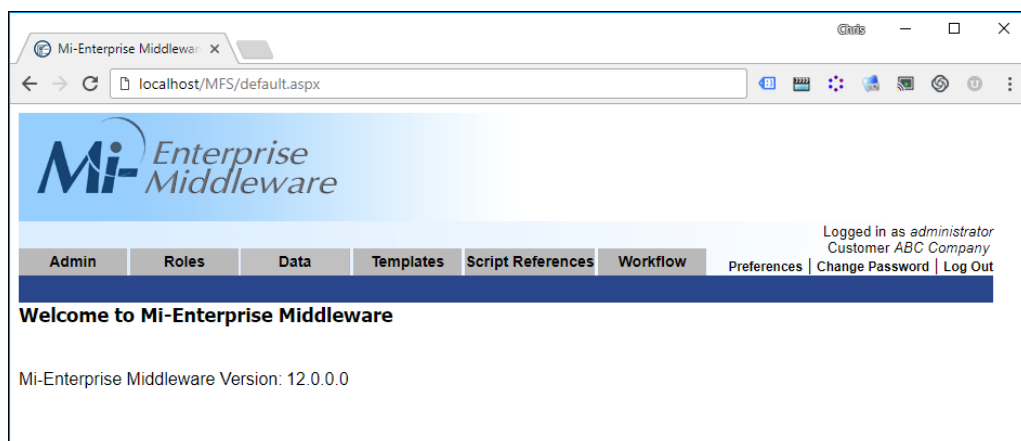 Chris
Mi-Enterprise Middlewar
localhost/MFS/default.aspx
Mi- Enterprise
Middleware
Logged in as administrator
Customer ABC Company
Admin Roles Data Templates Script References Workflow Preferences | Change Password | Log Out
Welcome to Mi-Enterprise Middleware
Mi-Enterprise Middleware Version: 12.0.0.0